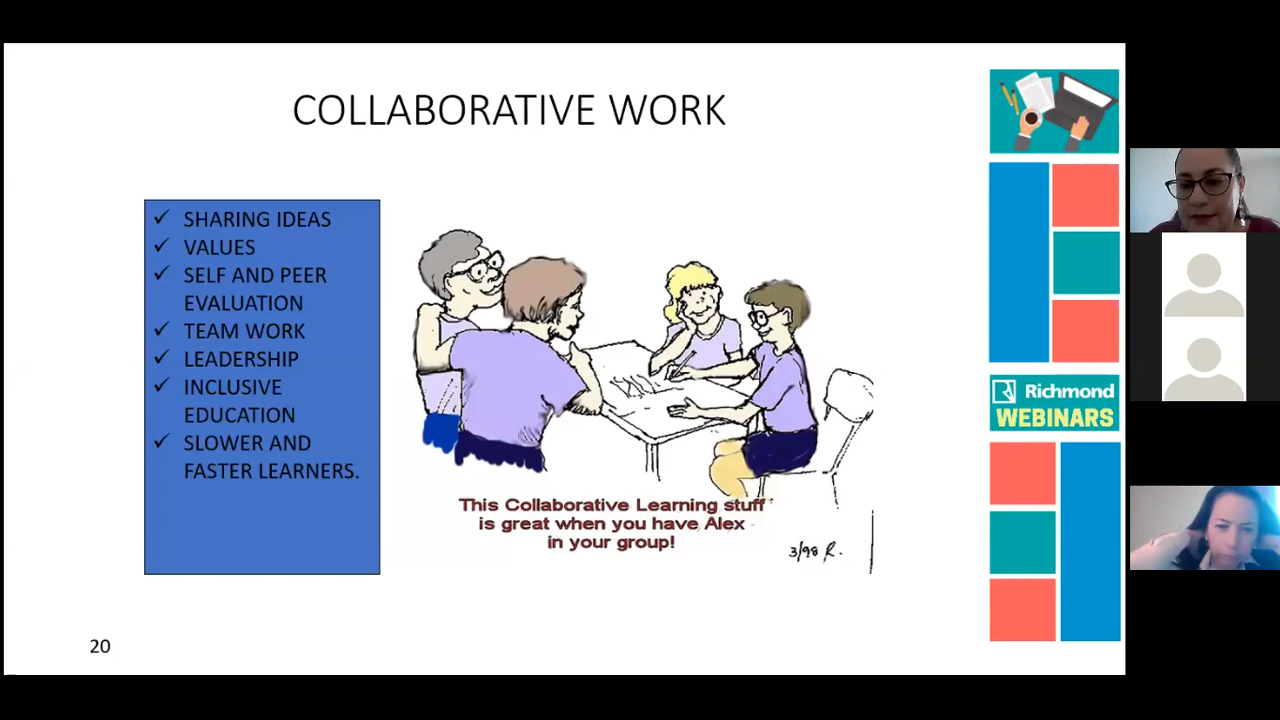 COLLABORATIVE WORK
✓ SHARING IDEAS
✓ VALUES
✓ SELF AND PEER
EVALUATION
✓ TEAM WORK
✓ LEADERSHIP
✓ INCLUSIVE
EDUCATION
✓ SLOWER AND
FASTER LEARNERS.
This Collaborative Learning stuff
is great when you have Alex
in your group!
3/98 R.
Richmond
WEBINARS
20